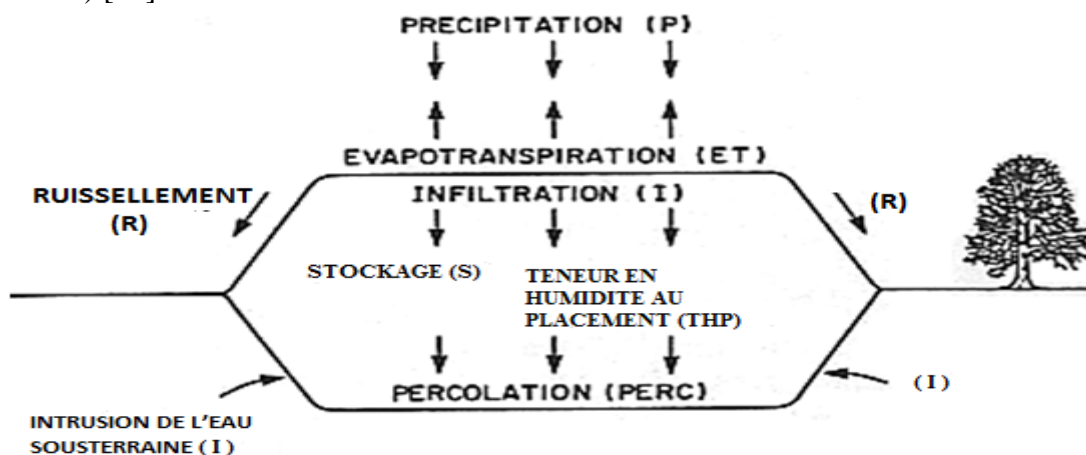 PRECIPITATION (P)
EVAPOTRANSPIRATION (ET)
RUISSELLEMENT
(R)
INFILTRATION (I)
(R)
STOCKAGE (S)
TENEUR EN
HUMIDITE AU
PLACEMENT (THP)
PERCOLATION (PERC)
( I )
INTRUSION DE L'EAU
SOUSTERRAINE ( I )